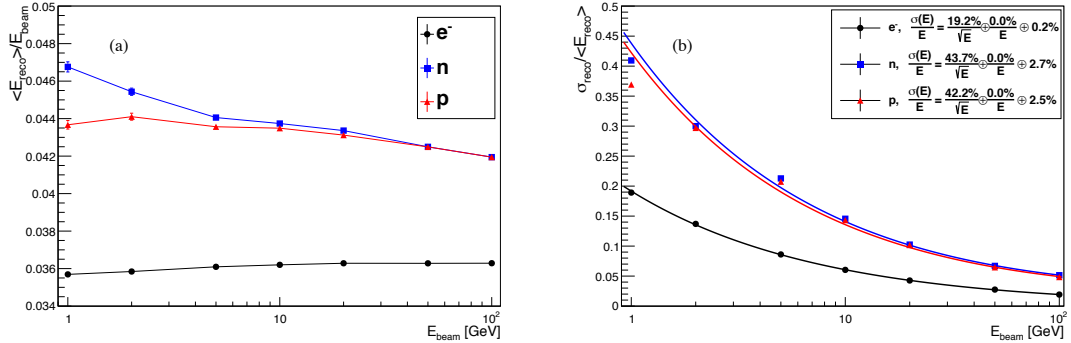 <E_reco>/E_beam
(a)
e⁻
n
p
0.05
0.048
0.046
0.044
0.042
0.04
0.038
0.036
0.034
1
10
10²
E_beam [GeV]
σ_reco/<E_reco>
(b)
e⁻, σ(E)/E = 19.2%/√E ⊕ 0.0%/E ⊕ 0.2%
n, σ(E)/E = 43.7%/√E ⊕ 0.0%/E ⊕ 2.7%
p, σ(E)/E = 42.2%/√E ⊕ 0.0%/E ⊕ 2.5%
0.5
0.45
0.4
0.35
0.3
0.25
0.2
0.15
0.1
0.05
0
1
10
10²
E_beam [GeV]